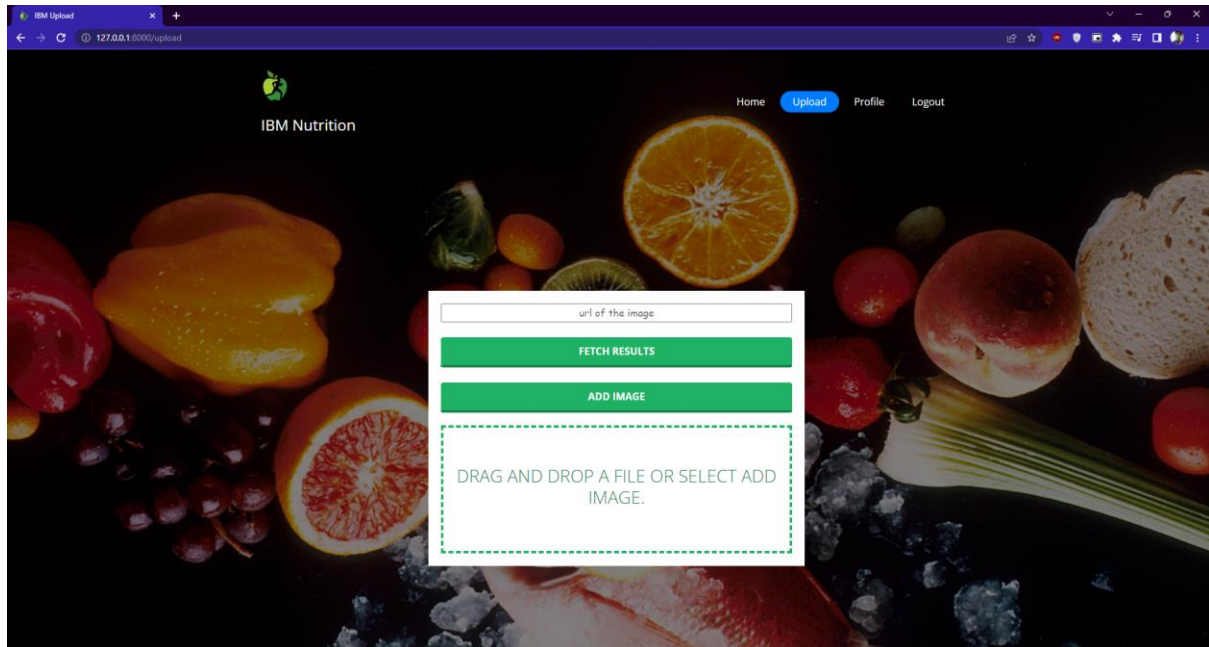 IBM Upload
127.0.0.1:8000/upload
Home Upload Profile Logout
IBM Nutrition
url of the image
FETCH RESULTS
ADD IMAGE
DRAG AND DROP A FILE OR SELECT ADD
IMAGE.